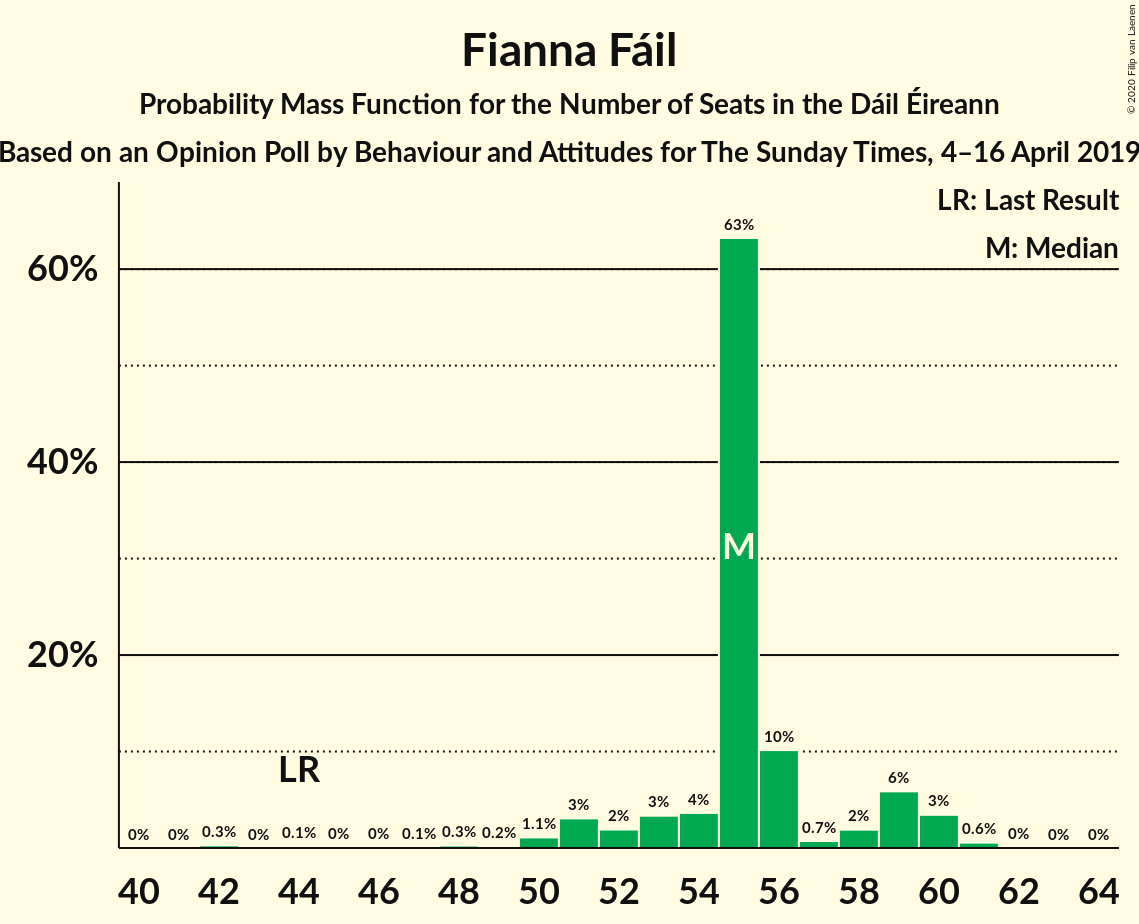 Fianna Fáil
Probability Mass Function for the Number of Seats in the Dáil Éireann
Based on an Opinion Poll by Behaviour and Attitudes for The Sunday Times, 4–16 April 2019
© 2020 Filip van Laenen
LR: Last Result
M: Median
60%
40%
20%
0% 0% 0.3% 0% 0.1% 0% 0% 0.1% 0.3% 0.2% 1.1% 3% 2% 3% 4% 63% 10% 0.7% 2% 6% 3% 0.6% 0% 0% 0%
LR
M
40 42 44 46 48 50 52 54 56 58 60 62 64